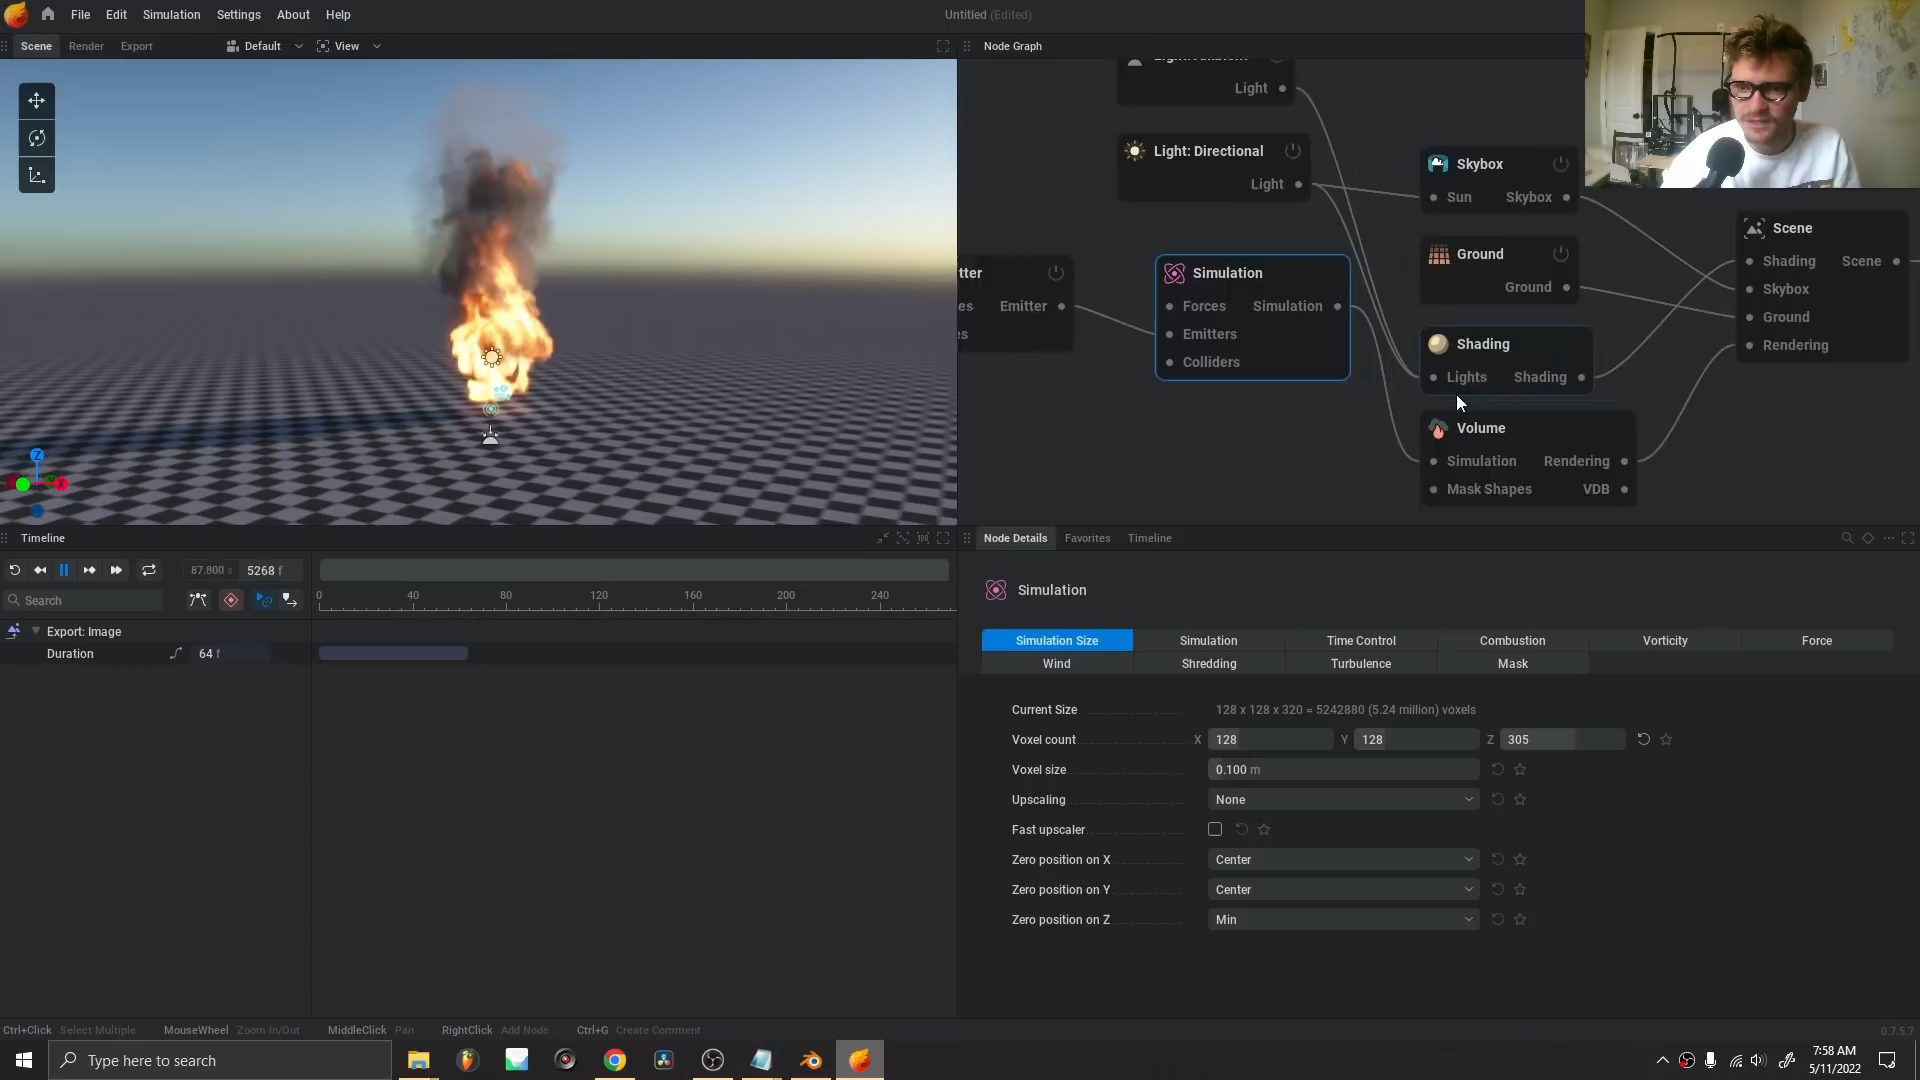 File Edit Simulation Settings About Help
Untitled (Edited)
Scene Render Export Default View
Node Graph
Light
Light: Directional
Light
Skybox
Sun Skybox
Ground
Ground
Scene
Shading Scene
Skybox
Ground
Rendering
tter
es Emitter
es
Simulation
Forces Simulation
Emitters
Colliders
Shading
Lights Shading
Volume
Simulation Rendering
Mask Shapes VDB
Z
X
Timeline
87.800 s 5268 f
Search
0 40 80 120 160 200 240
Export: Image
Duration 64 f
Node Details Favorites Timeline
Simulation
Simulation Size Simulation Time Control Combustion Vorticity Force
Wind Shredding Turbulence Mask
Current Size 128 x 128 x 320 = 5242880 (5.24 million) voxels
Voxel count X 128 Y 128 Z 305
Voxel size 0.100 m
Upscaling None
Fast upscaler
Zero position on X Center
Zero position on Y Center
Zero position on Z Min
Ctrl+Click Select Multiple MouseWheel Zoom In/Out MiddleClick Pan RightClick Add Node Ctrl+G Create Comment
0.7.5.7
Type here to search
7:58 AM
5/11/2022